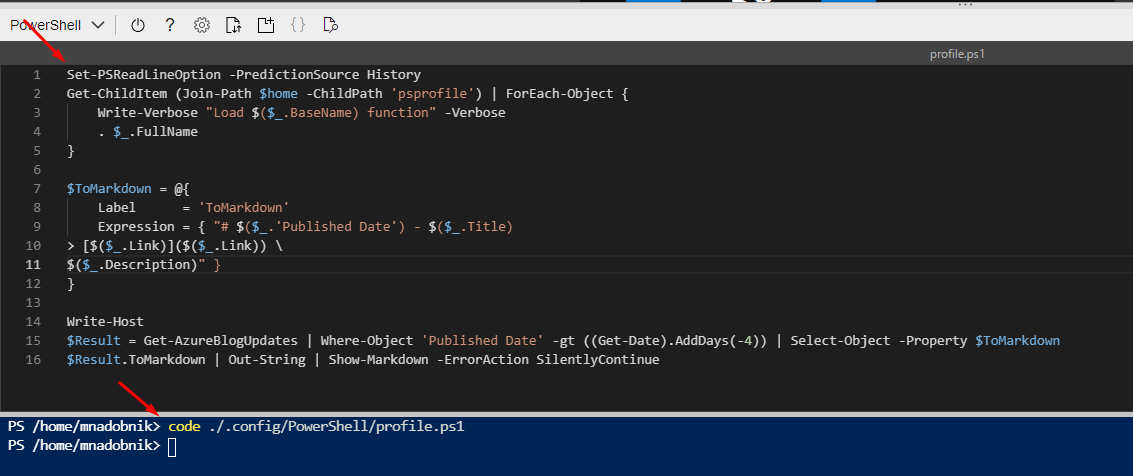 PowerShell
profile.ps1
1 Set-PSReadLineOption -PredictionSource History
2 Get-ChildItem (Join-Path $home -ChildPath 'psprofile') | ForEach-Object {
3     Write-Verbose "Load $($_.BaseName) function" -Verbose
4     . $_.FullName
5 }
6
7 $ToMarkdown = @{
8     Label      = 'ToMarkdown'
9     Expression = { "# $($_.'Published Date') - $($_.Title)
10 > [$($_.Link)]($($_.Link)) \
11 $($_.Description)" }
12 }
13
14 Write-Host
15 $Result = Get-AzureBlogUpdates | Where-Object 'Published Date' -gt ((Get-Date).AddDays(-4)) | Select-Object -Property $ToMarkdown
16 $Result.ToMarkdown | Out-String | Show-Markdown -ErrorAction SilentlyContinue
PS /home/mnadobnik> code ./.config/PowerShell/profile.ps1
PS /home/mnadobnik>